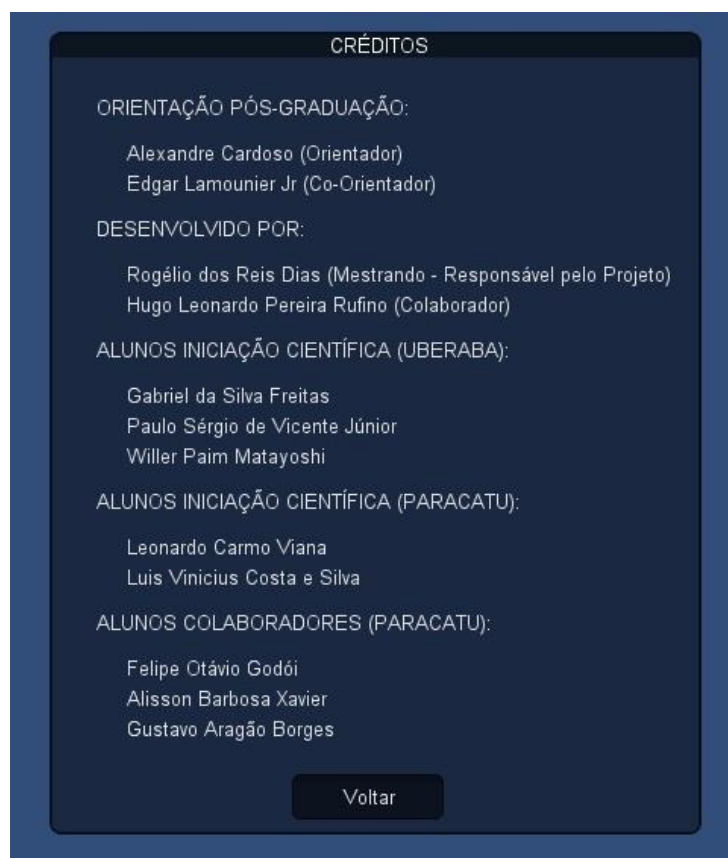 CRÉDITOS
ORIENTAÇÃO PÓS-GRADUAÇÃO:
Alexandre Cardoso (Orientador)
Edgar Lamounier Jr (Co-Orientador)
DESENVOLVIDO POR:
Rogélio dos Reis Dias (Mestrando - Responsável pelo Projeto)
Hugo Leonardo Pereira Rufino (Colaborador)
ALUNOS INICIAÇÃO CIENTÍFICA (UBERABA):
Gabriel da Silva Freitas
Paulo Sérgio de Vicente Júnior
Willer Paim Matayoshi
ALUNOS INICIAÇÃO CIENTÍFICA (PARACATU):
Leonardo Carmo Viana
Luis Vinicius Costa e Silva
ALUNOS COLABORADORES (PARACATU):
Felipe Otávio Godói
Alisson Barbosa Xavier
Gustavo Aragão Borges
Voltar